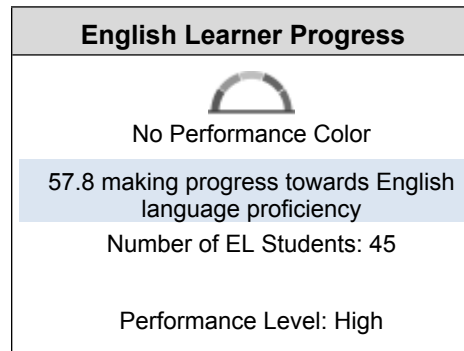 English Learner Progress
No Performance Color
57.8 making progress towards English
language proficiency
Number of EL Students: 45
Performance Level: High